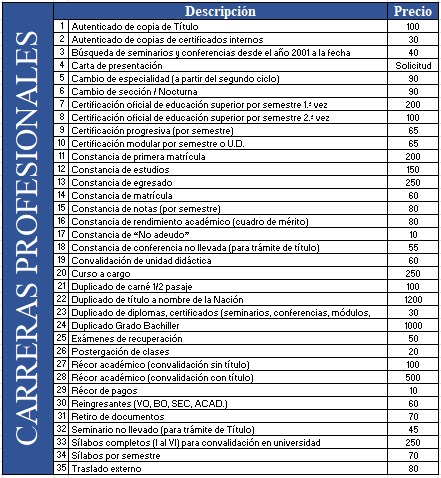 CARRERAS PROFESIONALES
Descripción Precio
1 Autenticado de copia de Título 100
2 Autenticado de copias de certificados internos 30
3 Búsqueda de seminarios y conferencias desde el año 2001 a la fecha 40
4 Carta de presentación Solicitud
5 Cambio de especialidad (a partir del segundo ciclo) 90
6 Cambio de sección / Nocturna 90
7 Certificación oficial de educación superior por semestre 1.ª vez 200
8 Certificación oficial de educación superior por semestre 2.ª vez 100
9 Certificación progresiva (por semestre) 65
10 Certificación modular por semestre o U.D. 65
11 Constancia de primera matrícula 200
12 Constancia de estudios 150
13 Constancia de egresado 250
14 Constancia de matrícula 60
15 Constancia de notas (por semestre) 80
16 Constancia de rendimiento académico (cuadro de mérito) 80
17 Constancia de “No adeudo” 10
18 Constancia de conferencia no llevada (para trámite de título) 55
19 Convalidación de unidad didáctica 60
20 Curso a cargo 250
21 Duplicado de carné 1/2 pasaje 100
22 Duplicado de título a nombre de la Nación 1200
23 Duplicado de diplomas, certificados (seminarios, conferencias, módulos, 30
24 Duplicado Grado Bachiller 1000
25 Exámenes de recuperación 50
26 Postergación de clases 20
27 Récor académico (convalidación sin título) 100
28 Récor académico (convalidación con título) 500
29 Récor de pagos 10
30 Reingresantes (VO, BO, SEC, ACAD.) 60
31 Retiro de documentos 70
32 Seminario no llevado (para trámite de Título) 45
33 Sílabos completos (I al VI) para convalidación en universidad 250
34 Sílabos por semestre 70
35 Traslado externo 80